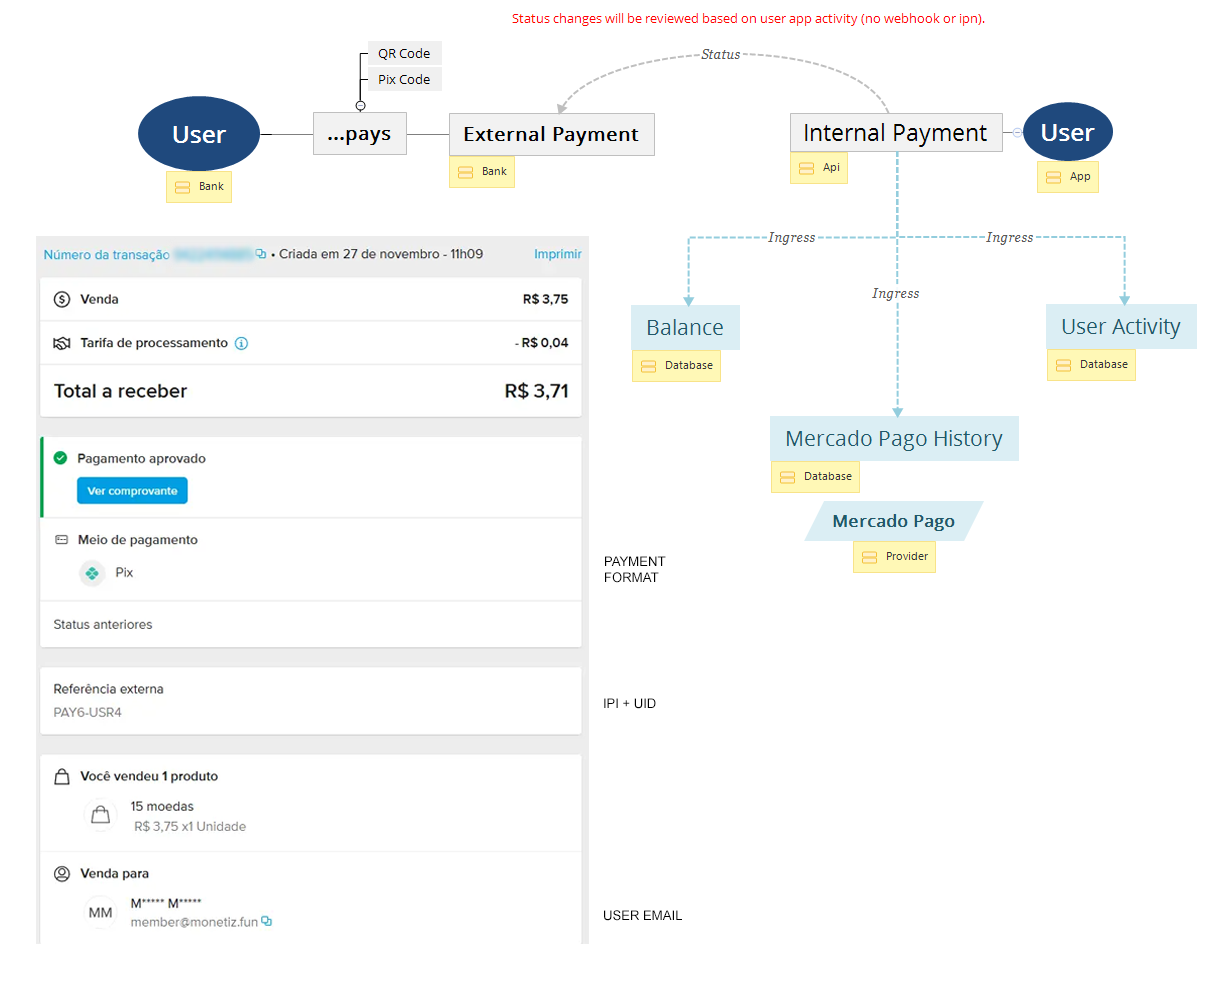 Status changes will be reviewed based on user app activity (no webhook or ipn).
Status
QR Code
Pix Code
User
...pays
External Payment
Bank
Bank
Internal Payment
User
Api
App
Ingress
Ingress
Ingress
Balance
Database
User Activity
Database
Mercado Pago History
Database
Mercado Pago
Provider
Número da transação • Criada em 27 de novembro - 11h09
Imprimir
Venda
R$ 3,75
Tarifa de processamento
- R$ 0,04
Total a receber
R$ 3,71
Pagamento aprovado
Ver comprovante
Meio de pagamento
Pix
Status anteriores
PAYMENT
FORMAT
Referência externa
PAY6-USR4
IPI + UID
Você vendeu 1 produto
15 moedas
R$ 3,75 x1 Unidade
Venda para
MM
M***** M*****
member@monetiz.fun
USER EMAIL